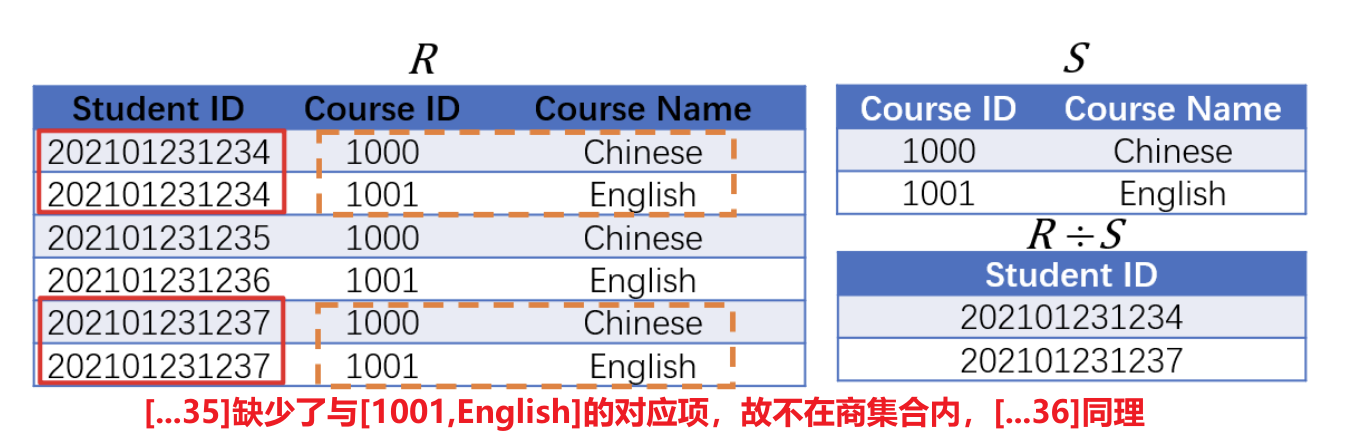 R
Student ID Course ID Course Name
202101231234 1000 Chinese
202101231234 1001 English
202101231235 1000 Chinese
202101231236 1001 English
202101231237 1000 Chinese
202101231237 1001 English
S
Course ID Course Name
1000 Chinese
1001 English
R ÷ S
Student ID
202101231234
202101231237
[...35]缺少了与[1001,English]的对应项，故不在商集合内，[...36]同理